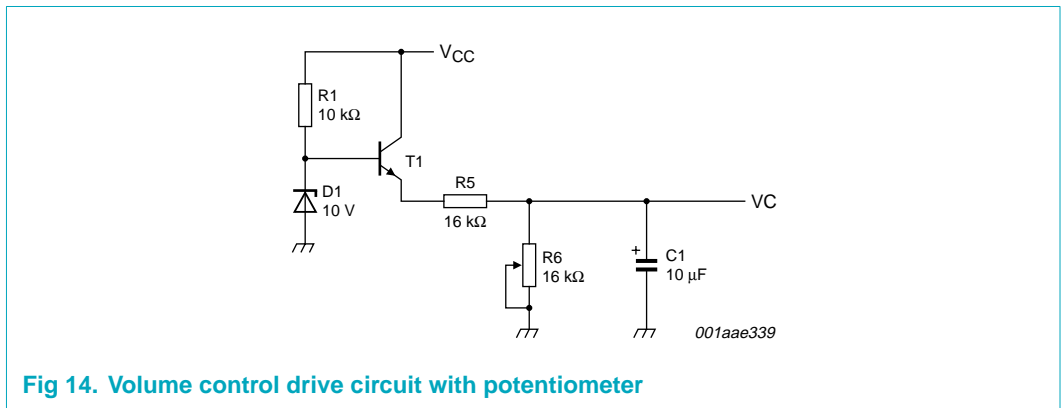 V_CC
R1
10 kΩ
T1
D1
10 V
R5
16 kΩ
VC
R6
16 kΩ
+
C1
10 μF
001aae339
Fig 14. Volume control drive circuit with potentiometer